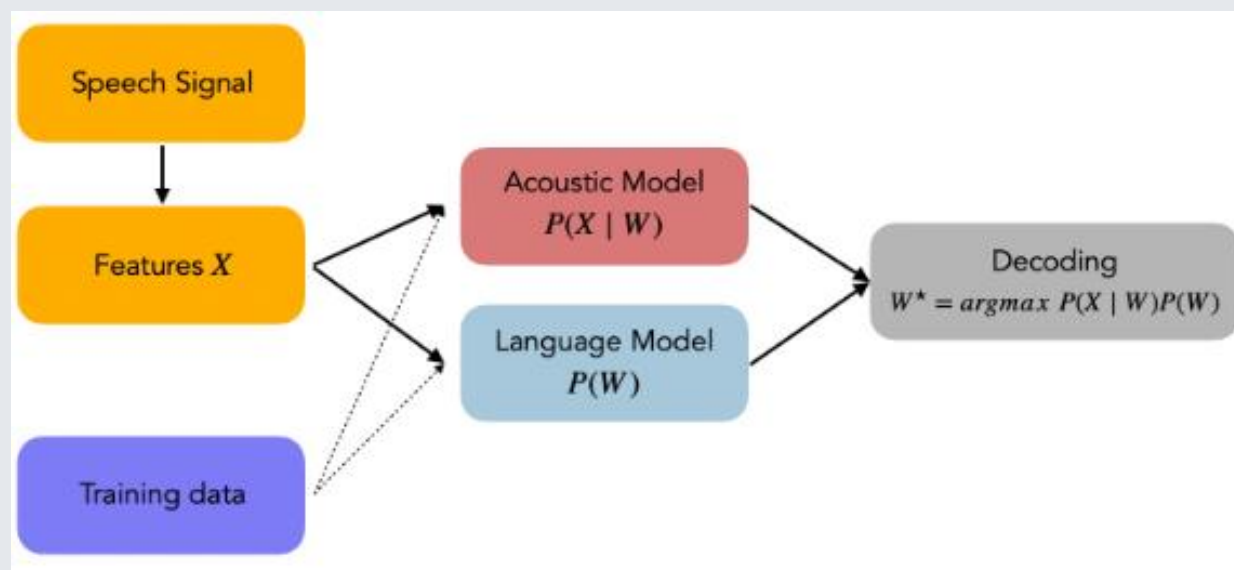 Speech Signal
Features X
Training data
Acoustic Model
P(X | W)
Language Model
P(W)
Decoding
W* = argmax P(X | W)P(W)